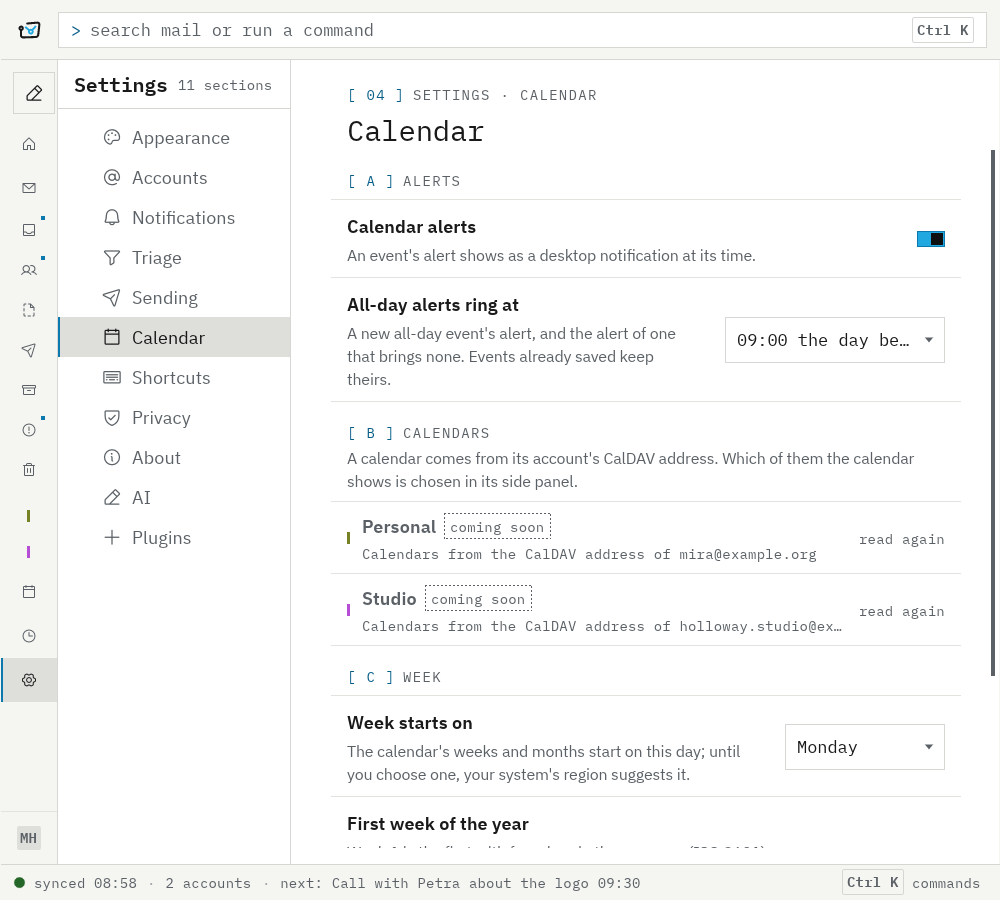 > search mail or run a command Ctrl K
Settings 11 sections
Appearance
Accounts
Notifications
Triage
Sending
Calendar
Shortcuts
Privacy
About
AI
Plugins
MH
[ 04 ] SETTINGS · CALENDAR
Calendar
[ A ] ALERTS
Calendar alerts
An event's alert shows as a desktop notification at its time.
All-day alerts ring at
A new all-day event's alert, and the alert of one
that brings none. Events already saved keep
theirs.
09:00 the day be…
[ B ] CALENDARS
A calendar comes from its account's CalDAV address. Which of them the calendar
shows is chosen in its side panel.
Personal coming soon
Calendars from the CalDAV address of mira@example.org
read again
Studio coming soon
Calendars from the CalDAV address of holloway.studio@ex…
read again
[ C ] WEEK
Week starts on
The calendar's weeks and months start on this day; until
you choose one, your system's region suggests it.
Monday
First week of the year
synced 08:58 · 2 accounts · next: Call with Petra about the logo 09:30
Ctrl K commands